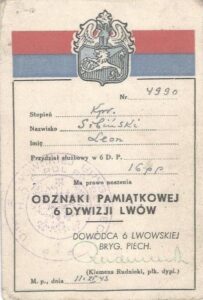 Nr. 4990
Stopień Kpr.
Nazwisko
Imię Leon
Przydział służbowy w 6 D. P.
16 pp
Ma prawo noszenia
ODZNAKI PAMIĄTKOWEJ
6 DYWIZJI LWÓW
DOWÓDCA 6 LWOWSKIEJ
BRYG. PIECH.
(Klemens Rudnicki, płk. dypl.)
M. p., dnia